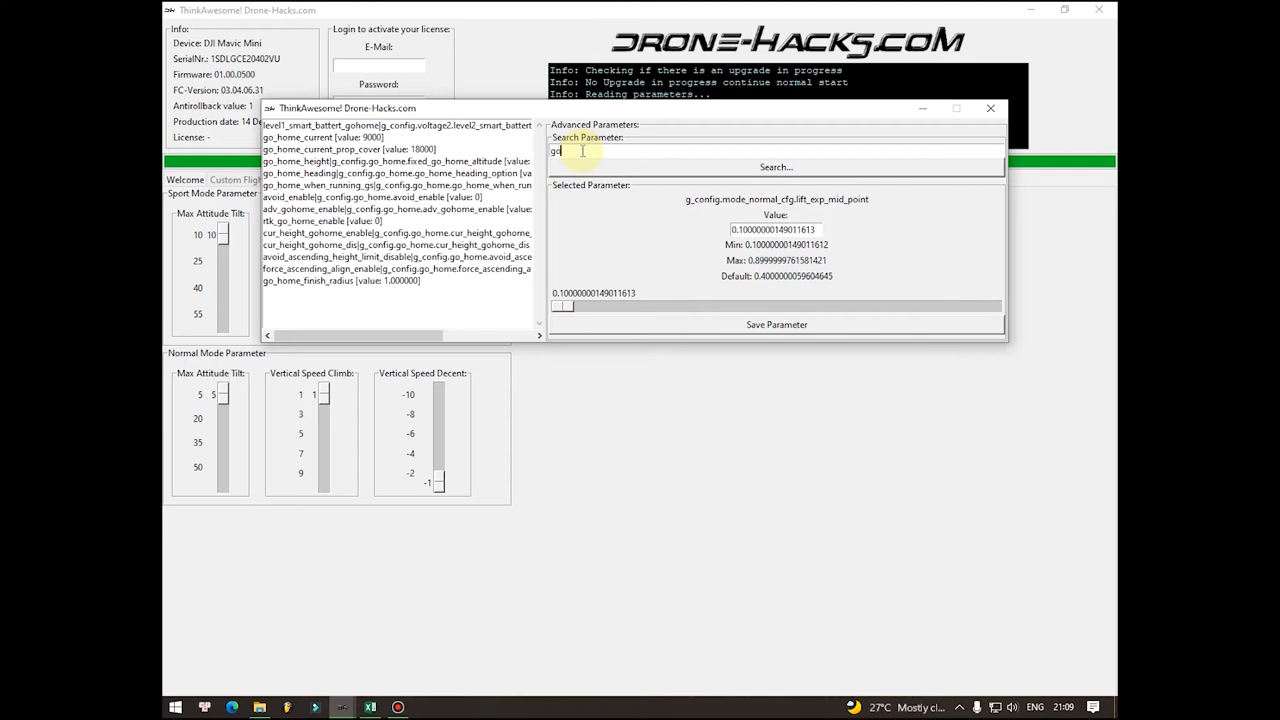 ThinkAwesome! Drone-Hacks.com
Info:
Device: DJI Mavic Mini
SerialNr.: 1SDLGCE20402VU
Firmware: 01.00.0500
FC-Version: 03.04.06.31
Antirollback value: 1
Production date: 14 De
License: -
Login to activate your license:
E-Mail:
Password:
DRONE-HACKS.COM
Info: Checking if there is an upgrade in progress
Info: No Upgrade in progress continue normal start
Info: Reading parameters...
ThinkAwesome! Drone-Hacks.com
level1_smart_battert_gohome|g_config.voltage2.level2_smart_battert
go_home_current [value: 9000]
go_home_current_prop_cover [value: 18000]
go_home_height|g_config.go_home.fixed_go_home_altitude [value:
go_home_heading|g_config.go_home.go_home_heading_option [va
go_home_when_running_gs|g_config.go_home.go_home_when_run
avoid_enable|g_config.go_home.avoid_enable [value: 0]
adv_gohome_enable|g_config.go_home.adv_gohome_enable [value:
rtk_go_home_enable [value: 0]
cur_height_gohome_enable|g_config.go_home.cur_height_gohome_
cur_height_gohome_dis|g_config.go_home.cur_height_gohome_dis
avoid_ascending_height_limit_disable|g_config.go_home.avoid_asce
force_ascending_align_enable|g_config.go_home.force_ascending_a
go_home_finish_radius [value: 1.000000]
Advanced Parameters:
Search Parameter:
go
Search...
Selected Parameter:
g_config.mode_normal_cfg.lift_exp_mid_point
Value:
0.10000000149011613
Min: 0.10000000149011612
Max: 0.8999999761581421
Default: 0.4000000059604645
0.10000000149011613
Save Parameter
Welcome Custom Fligh
Sport Mode Parameter
Max Attitude Tilt:
10 10
25
40
55
Normal Mode Parameter
Max Attitude Tilt:
5 5
20
35
50
Vertical Speed Climb:
1 1
3
5
7
9
Vertical Speed Decent:
-10
-8
-6
-4
-2
-1
27°C Mostly cl... ENG 21:09